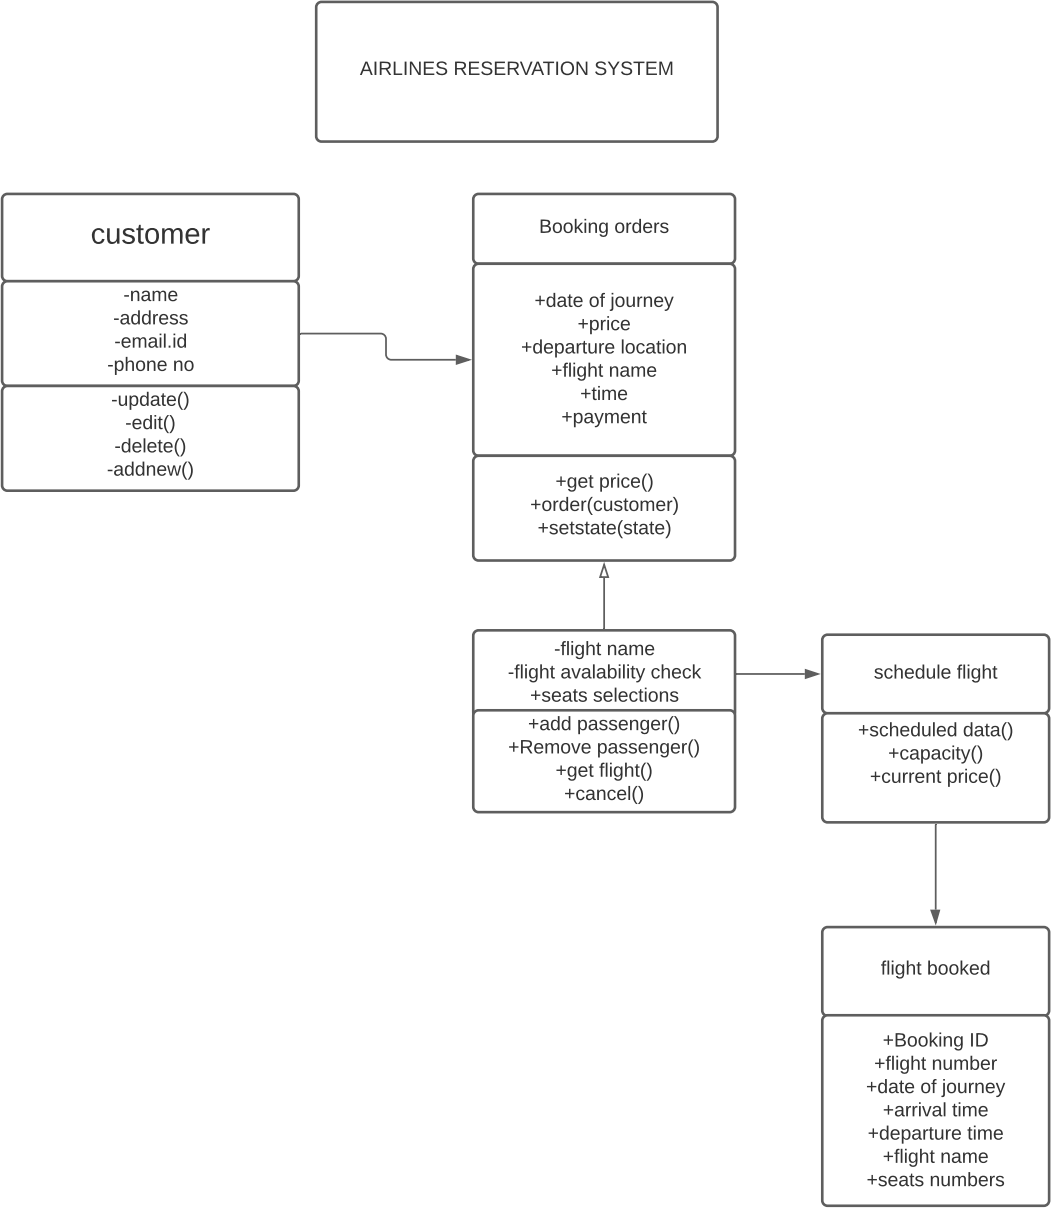 AIRLINES RESERVATION SYSTEM
customer
-name
-address
-email.id
-phone no
-update()
-edit()
-delete()
-addnew()
Booking orders
+date of journey
+price
+departure location
+flight name
+time
+payment
+get price()
+order(customer)
+setstate(state)
-flight name
-flight avalability check
+seats selections
+add passenger()
+Remove passenger()
+get flight()
+cancel()
schedule flight
+scheduled data()
+capacity()
+current price()
flight booked
+Booking ID
+flight number
+date of journey
+arrival time
+departure time
+flight name
+seats numbers